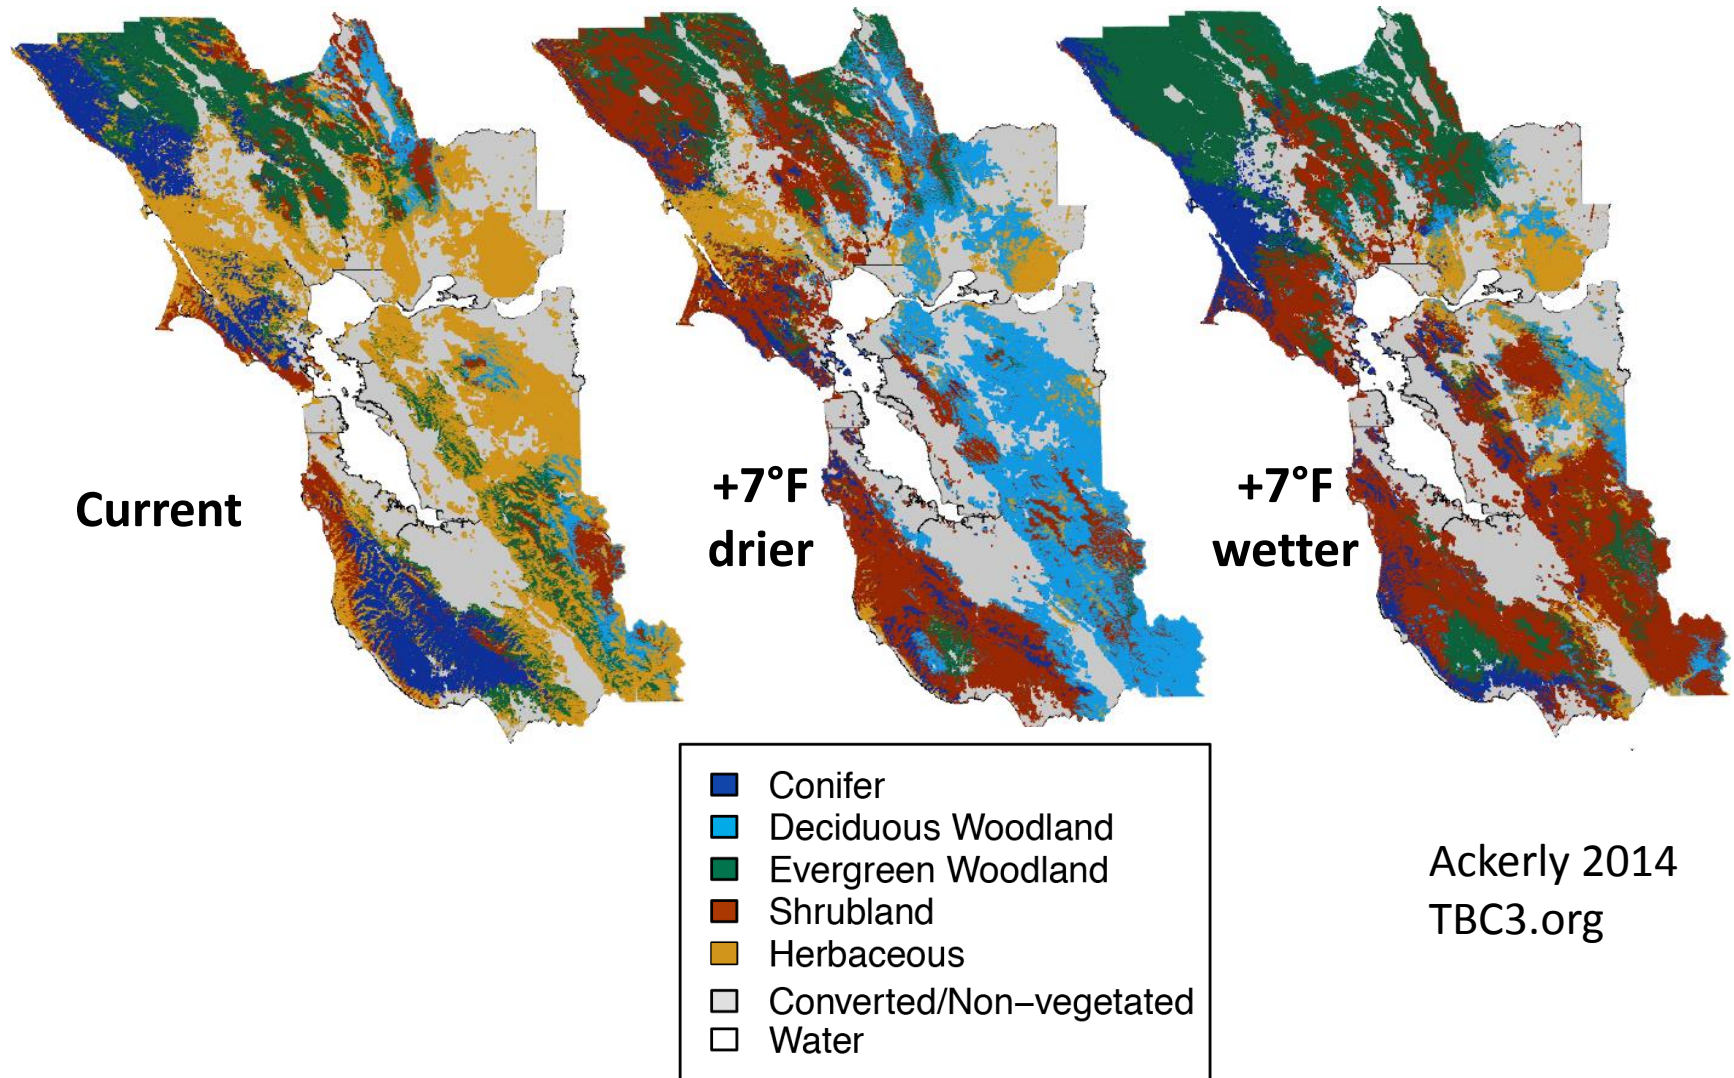 Current
+7°F
drier
+7°F
wetter
Conifer
Deciduous Woodland
Evergreen Woodland
Shrubland
Herbaceous
Converted/Non–vegetated
Water
Ackerly 2014
TBC3.org